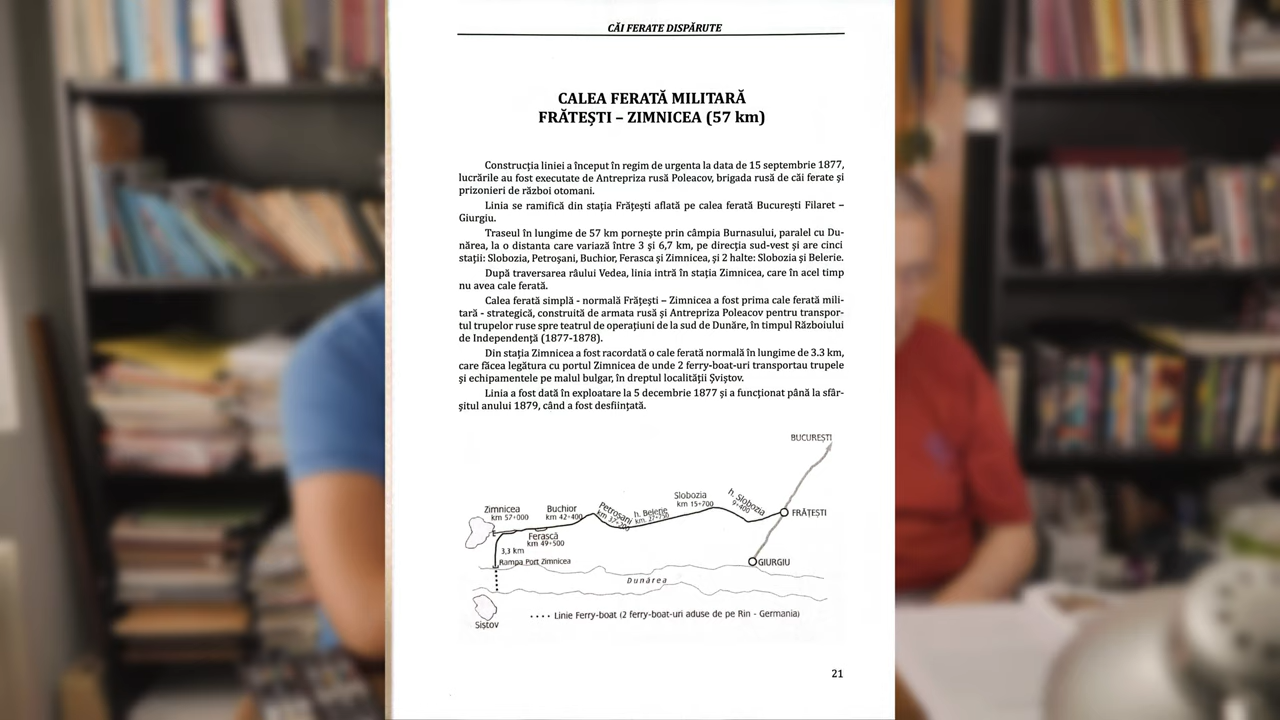 CĂI FERATE DISPĂRUTE
CALEA FERATĂ MILITARĂ
FRĂTEȘTI – ZIMNICEA (57 km)
Construcția liniei a început în regim de urgenta la data de 15 septembrie 1877,
lucrările au fost executate de Antrepriza rusă Poleacov, brigada rusă de căi ferate și
prizonieri de război otomani.
Linia se ramifică din stația Frătești aflată pe calea ferată București Filaret –
Giurgiu.
Traseul în lungime de 57 km pornește prin câmpia Burnasului, paralel cu Du-
nărea, la o distanta care variază între 3 și 6,7 km, pe direcția sud-vest și are cinci
stații: Slobozia, Petroșani, Buchior, Ferasca și Zimnicea, și 2 halte: Slobozia și Belerie.
După traversarea râului Vedea, linia intră în stația Zimnicea, care în acel timp
nu avea cale ferată.
Calea ferată simplă - normală Frătești – Zimnicea a fost prima cale ferată mili-
tară - strategică, construită de armata rusă și Antrepriza Poleacov pentru transpor-
tul trupelor ruse spre teatrul de operațiuni de la sud de Dunăre, în timpul Războiului
de Independență (1877-1878).
Din stația Zimnicea a fost racordată o cale ferată normală în lungime de 3.3 km,
care făcea legătura cu portul Zimnicea de unde 2 ferry-boat-uri transportau trupele
și echipamentele pe malul bulgar, în dreptul localității Șviștov.
Linia a fost dată în exploatare la 5 decembrie 1877 și a funcționat până la sfâr-
șitul anului 1879, când a fost desființată.
BUCUREȘTI
Zimnicea
km 57+000
Buchior
km 42+400
Petroșani
h. Belerie
Slobozia
km 15+700
h. Slobozia
9+400
FRĂTEȘTI
Ferască
km 49+500
3,3 km
Rampa Port Zimnicea
GIURGIU
Dunărea
Siștov
.... Linie Ferry-boat (2 ferry-boat-uri aduse de pe Rin - Germania)
21